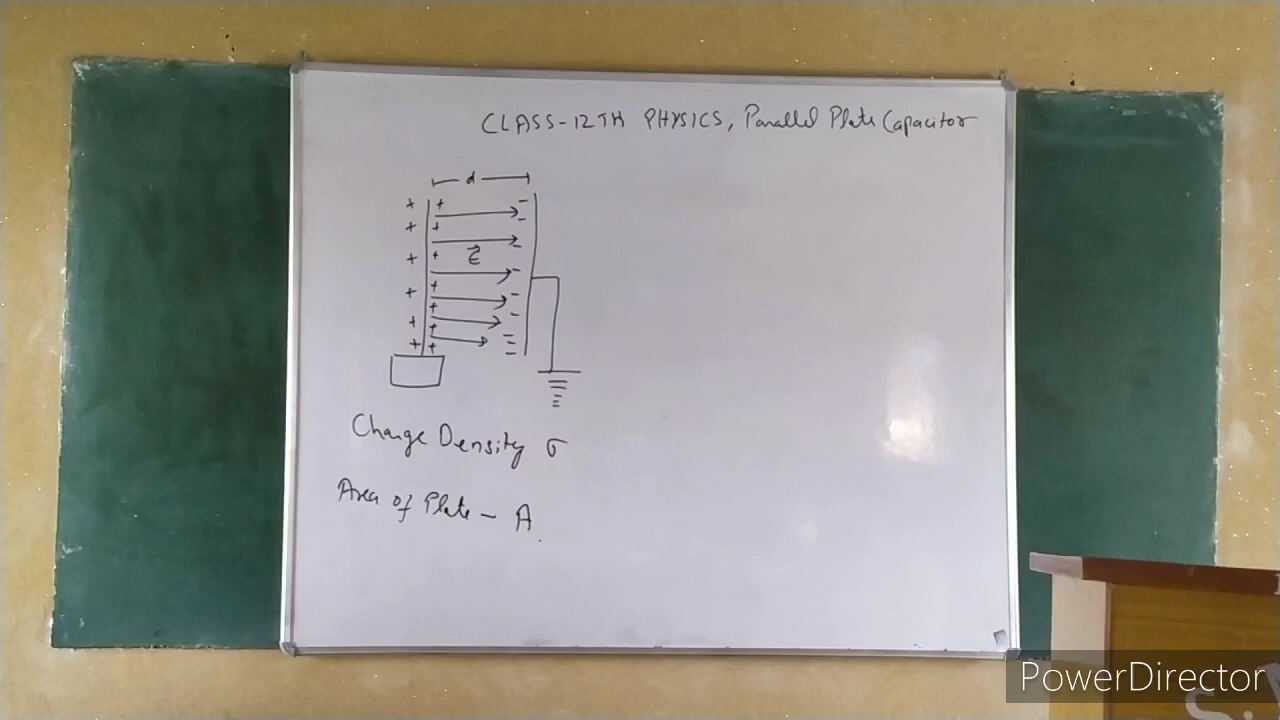 CLASS-12TH PHYSICS, Parallel Plate Capacitor
d
E
Charge Density σ
Area of Plate - A
PowerDirector